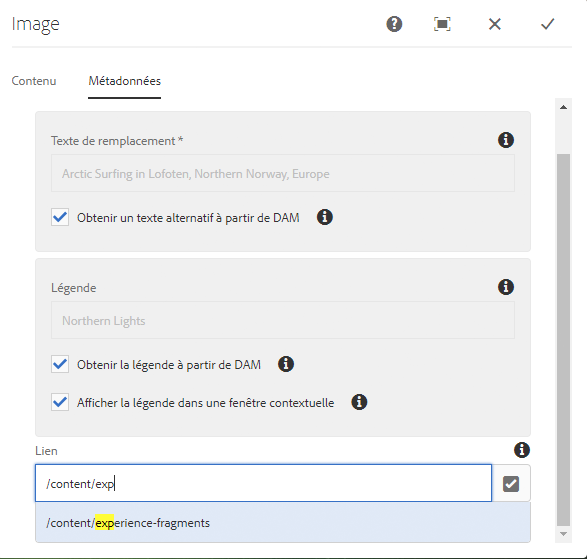 Image
Contenu
Métadonnées
Texte de remplacement *
Arctic Surfing in Lofoten, Northern Norway, Europe
Obtenir un texte alternatif à partir de DAM
Légende
Northern Lights
Obtenir la légende à partir de DAM
Afficher la légende dans une fenêtre contextuelle
Lien
/content/exp
/content/experience-fragments